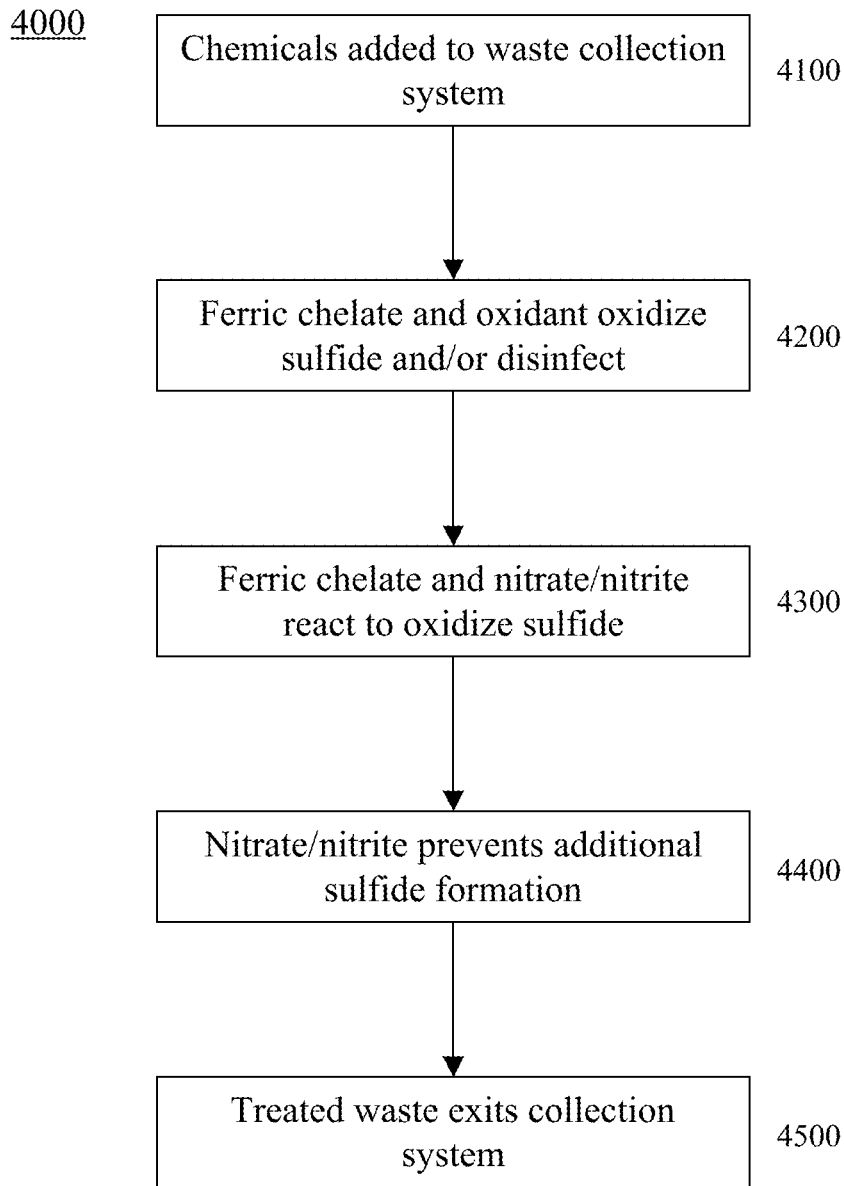 4000
Chemicals added to waste collection
system
4100
Ferric chelate and oxidant oxidize
sulfide and/or disinfect
4200
Ferric chelate and nitrate/nitrite
react to oxidize sulfide
4300
Nitrate/nitrite prevents additional
sulfide formation
4400
Treated waste exits collection
system
4500